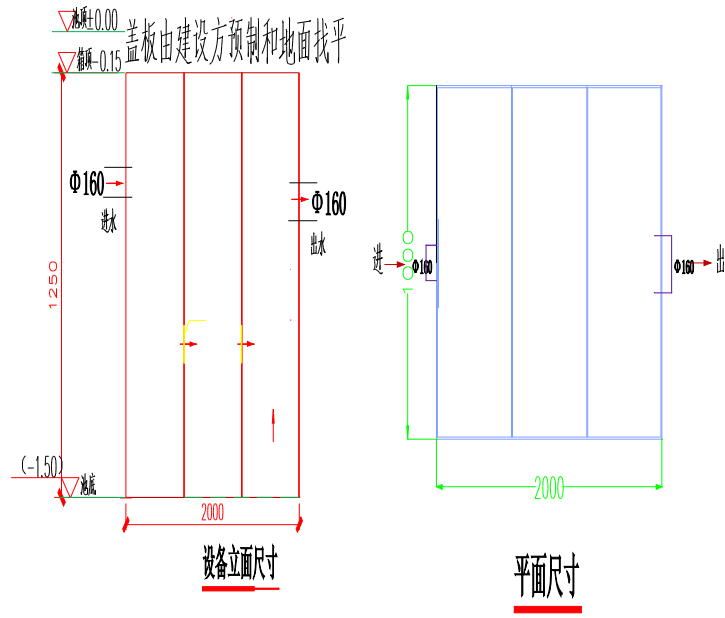 池顶±0.00
盖板由建设方预制和地面找平
箱顶-0.15
Φ160
进水
Φ160
出水
1250
(-1.50)
池底
2000
设备立面尺寸
进
Φ160
1000
Φ160
出
2000
平面尺寸